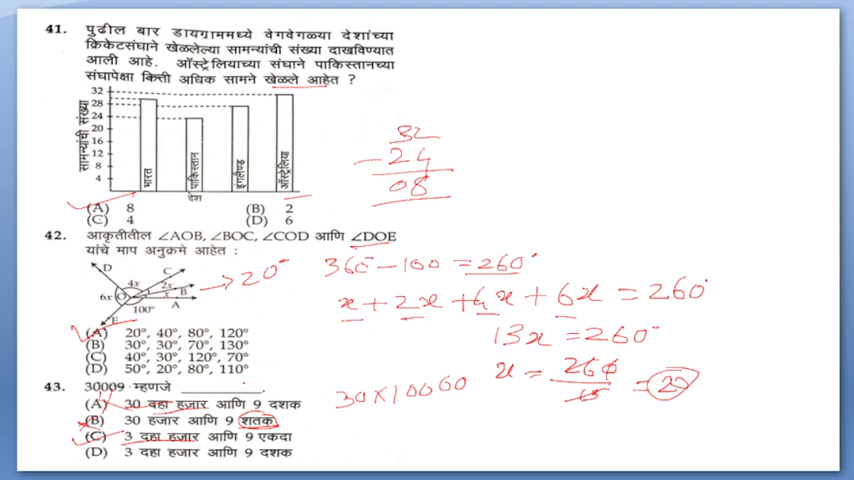 41. पुढील बार डायग्राममध्ये वेगवेगळ्या देशांच्या
क्रिकेटसंघाने खेळलेल्या सामन्यांची संख्या दाखविण्यात
आली आहे. ऑस्ट्रेलियाच्या संघाने पाकिस्तानच्या
संघापेक्षा किती अधिक सामने खेळले आहेत ?
सामन्यांची संख्या
32
28
24
20
16
12
8
4
भारत
पाकिस्तान
इंगलैण्ड
ऑस्ट्रेलिया
देश
32
- 24
08
(A) 8 (B) 2
(C) 4 (D) 6
42. आकृतीतील ∠AOB, ∠BOC, ∠COD आणि ∠DOE
यांचे माप अनुक्रमे आहेत :
D C
4x 2x B
6x O x A
100°
E
20°
360° - 100 = 260°
x + 2x + 4x + 6x = 260°
13x = 260°
x = 260 / 13 = 20
(A) 20°, 40°, 80°, 120°
(B) 30°, 30°, 70°, 130°
(C) 40°, 30°, 120°, 70°
(D) 50°, 20°, 80°, 110°
43. 30009 म्हणजे
(A) 30 दहा हजार आणि 9 दशक
(B) 30 हजार आणि 9 शतक
(C) 3 दहा हजार आणि 9 एकदा
(D) 3 दहा हजार आणि 9 दशक
30 × 10000